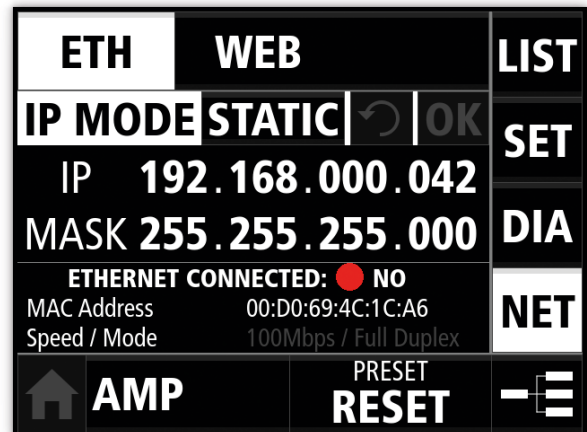 ETH WEB LIST
IP MODE STATIC OK SET
IP 192.168.000.042
MASK 255.255.255.000 DIA
ETHERNET CONNECTED: NO
MAC Address 00:D0:69:4C:1C:A6 NET
Speed / Mode 100Mbps / Full Duplex
AMP PRESET
RESET